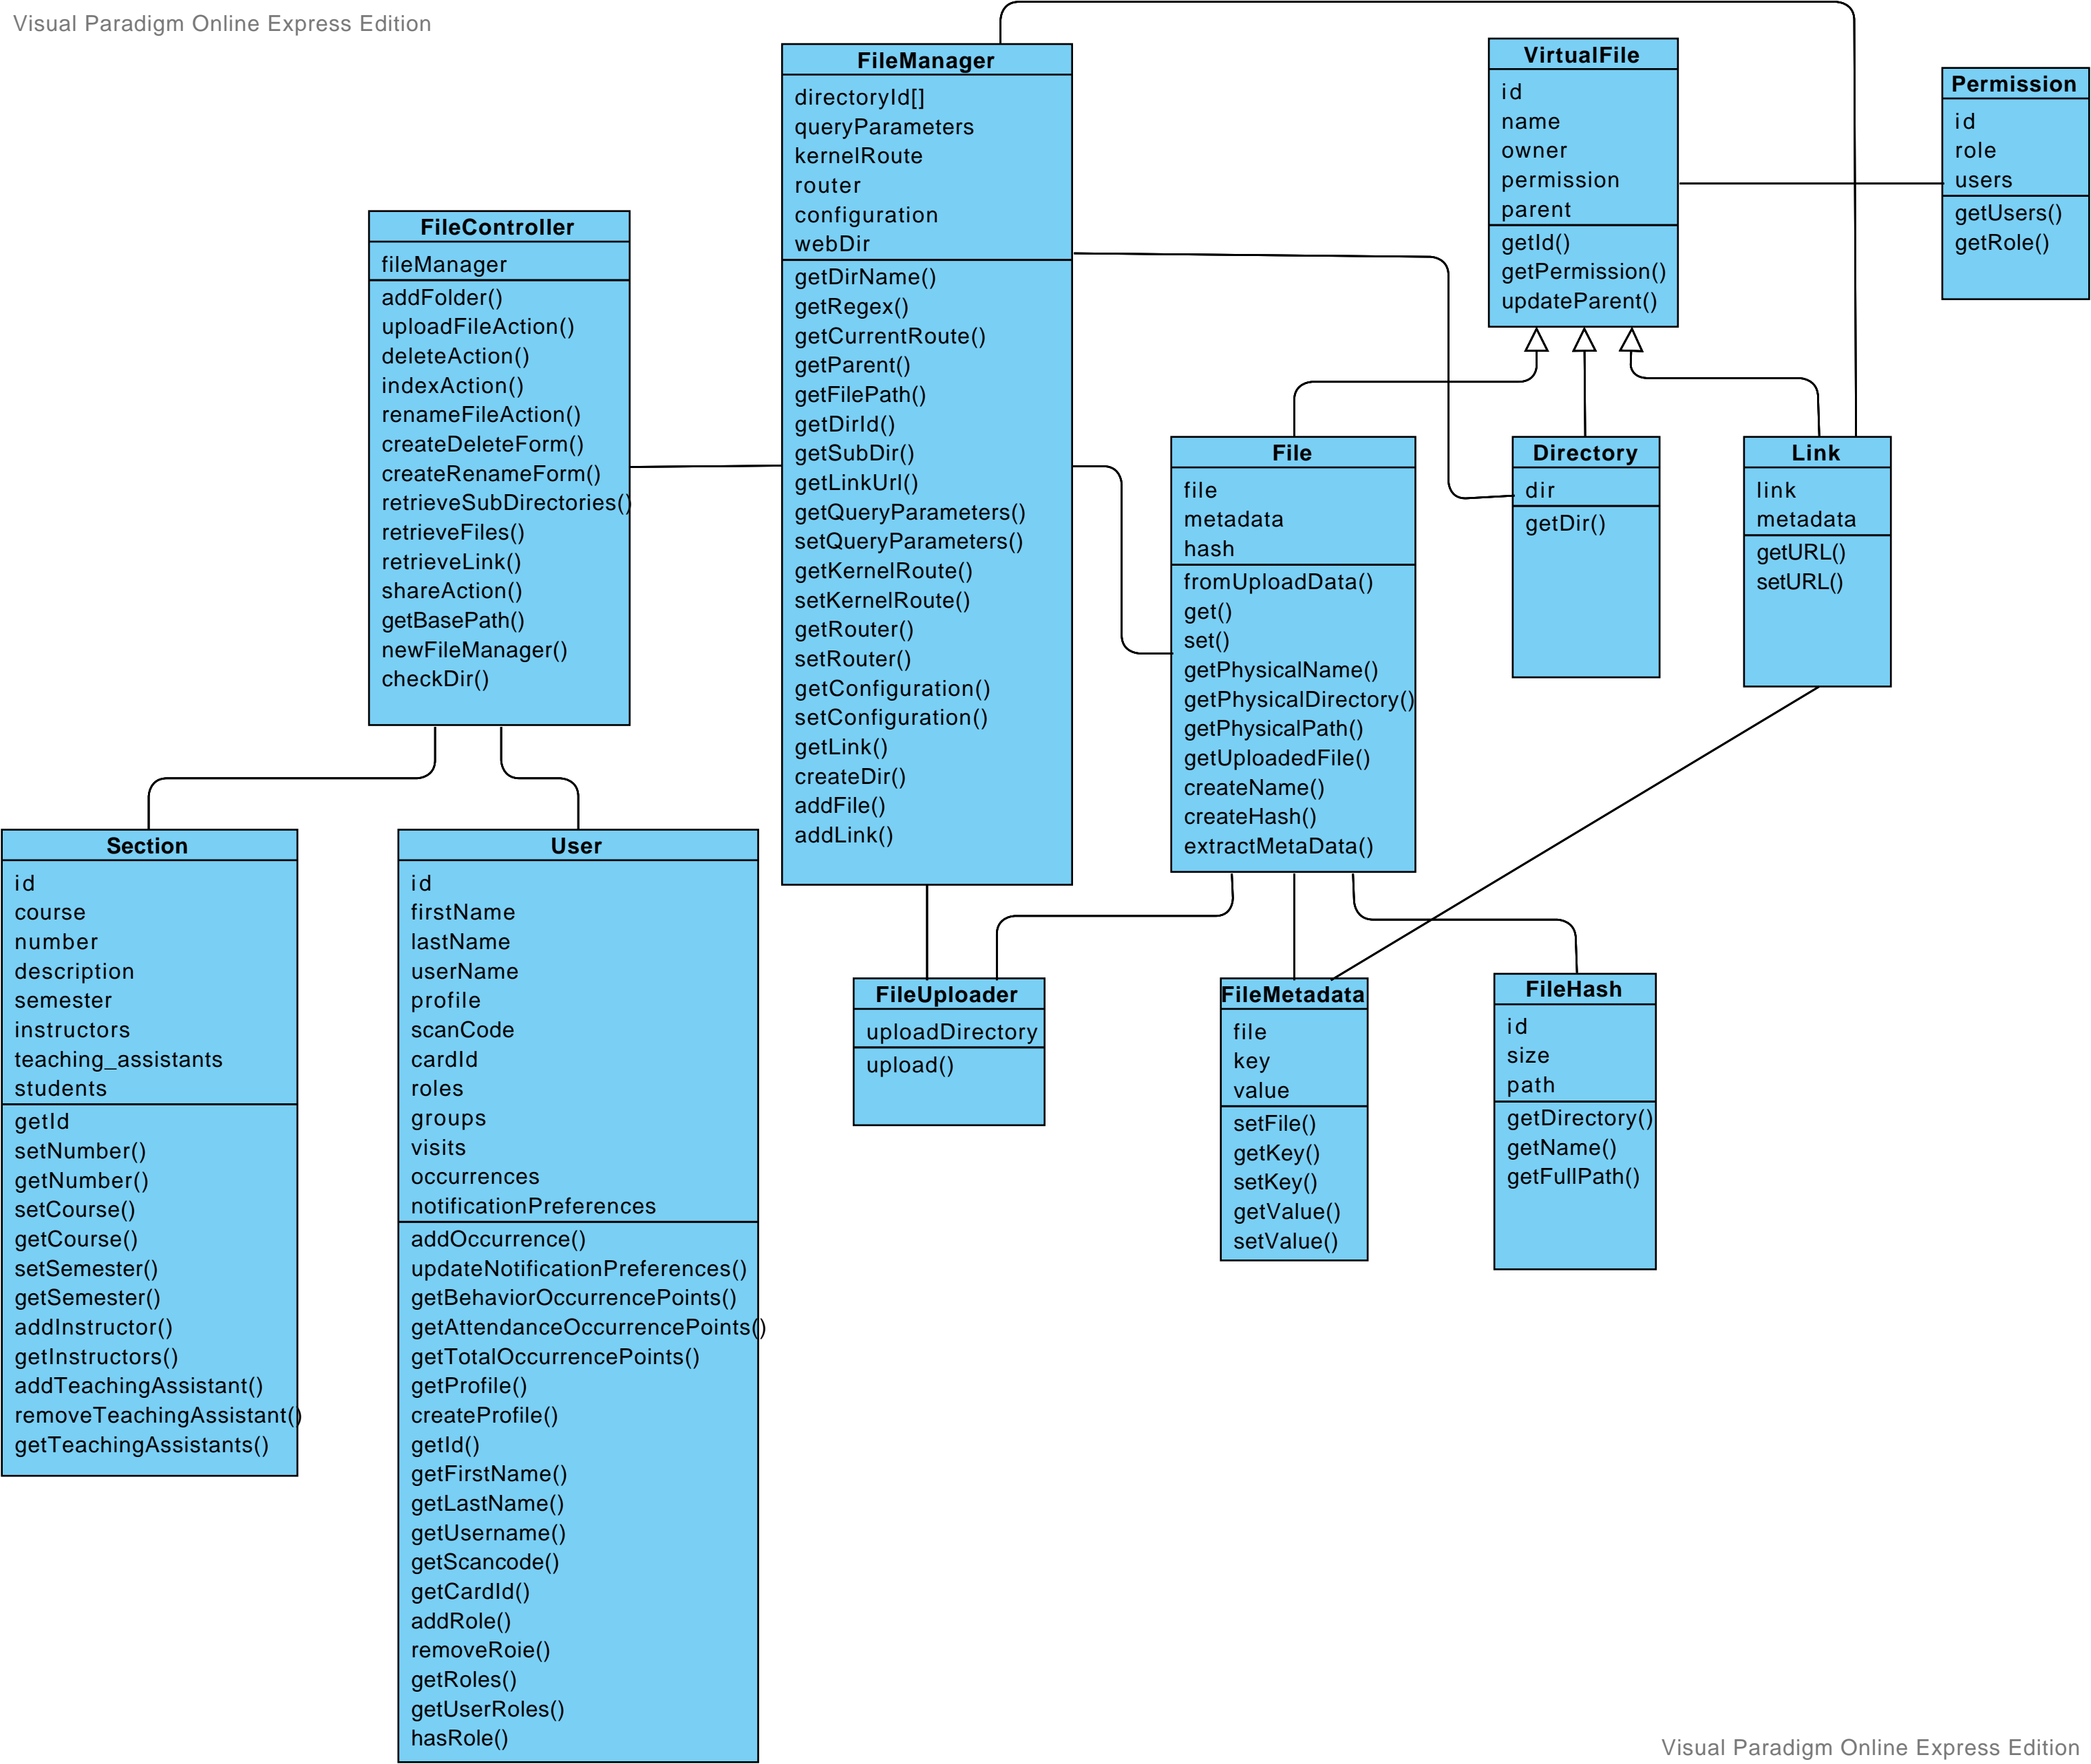 Visual Paradigm Online Express Edition
FileManager
directoryId[]
queryParameters
kernelRoute
router
configuration
webDir
getDirName()
getRegex()
getCurrentRoute()
getParent()
getFilePath()
getDirId()
getSubDir()
getLinkUrl()
getQueryParameters()
setQueryParameters()
getKernelRoute()
setKernelRoute()
getRouter()
setRouter()
getConfiguration()
setConfiguration()
getLink()
createDir()
addFile()
addLink()
VirtualFile
id
name
owner
permission
parent
getId()
getPermission()
updateParent()
Permission
id
role
users
getUsers()
getRole()
FileController
fileManager
addFolder()
uploadFileAction()
deleteAction()
indexAction()
renameFileAction()
createDeleteForm()
createRenameForm()
retrieveSubDirectories()
retrieveFiles()
retrieveLink()
shareAction()
getBasePath()
newFileManager()
checkDir()
File
file
metadata
hash
fromUploadData()
get()
set()
getPhysicalName()
getPhysicalDirectory()
getPhysicalPath()
getUploadedFile()
createName()
createHash()
extractMetaData()
Directory
dir
getDir()
Link
link
metadata
getURL()
setURL()
Section
id
course
number
description
semester
instructors
teaching_assistants
students
getId
setNumber()
getNumber()
setCourse()
getCourse()
setSemester()
getSemester()
addInstructor()
getInstructors()
addTeachingAssistant()
removeTeachingAssistant()
getTeachingAssistants()
User
id
firstName
lastName
userName
profile
scanCode
cardId
roles
groups
visits
occurrences
notificationPreferences
addOccurrence()
updateNotificationPreferences()
getBehaviorOccurrencePoints()
getAttendanceOccurrencePoints()
getTotalOccurrencePoints()
getProfile()
createProfile()
getId()
getFirstName()
getLastName()
getUsername()
getScancode()
getCardId()
addRole()
removeRoie()
getRoles()
getUserRoles()
hasRole()
FileUploader
uploadDirectory
upload()
FileMetadata
file
key
value
setFile()
getKey()
setKey()
getValue()
setValue()
FileHash
id
size
path
getDirectory()
getName()
getFullPath()
Visual Paradigm Online Express Edition